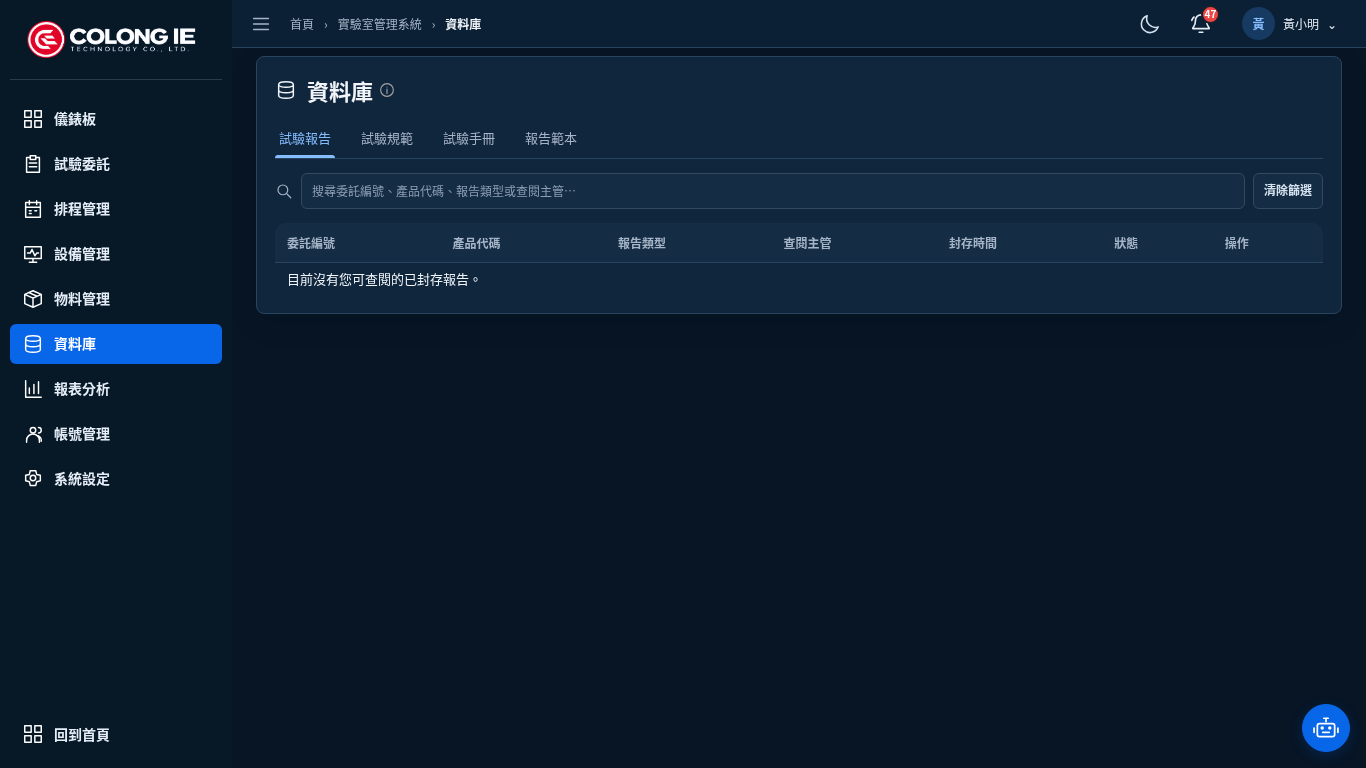 COLONG IE
TECHNOLOGY CO., LTD.
首頁 › 實驗室管理系統 › 資料庫
47
黃 黃小明
儀錶板
試驗委託
排程管理
設備管理
物料管理
資料庫
報表分析
帳號管理
系統設定
回到首頁
資料庫
試驗報告 試驗規範 試驗手冊 報告範本
搜尋委託編號、產品代碼、報告類型或查閱主管…
清除篩選
委託編號 產品代碼 報告類型 查閱主管 封存時間 狀態 操作
目前沒有您可查閱的已封存報告。